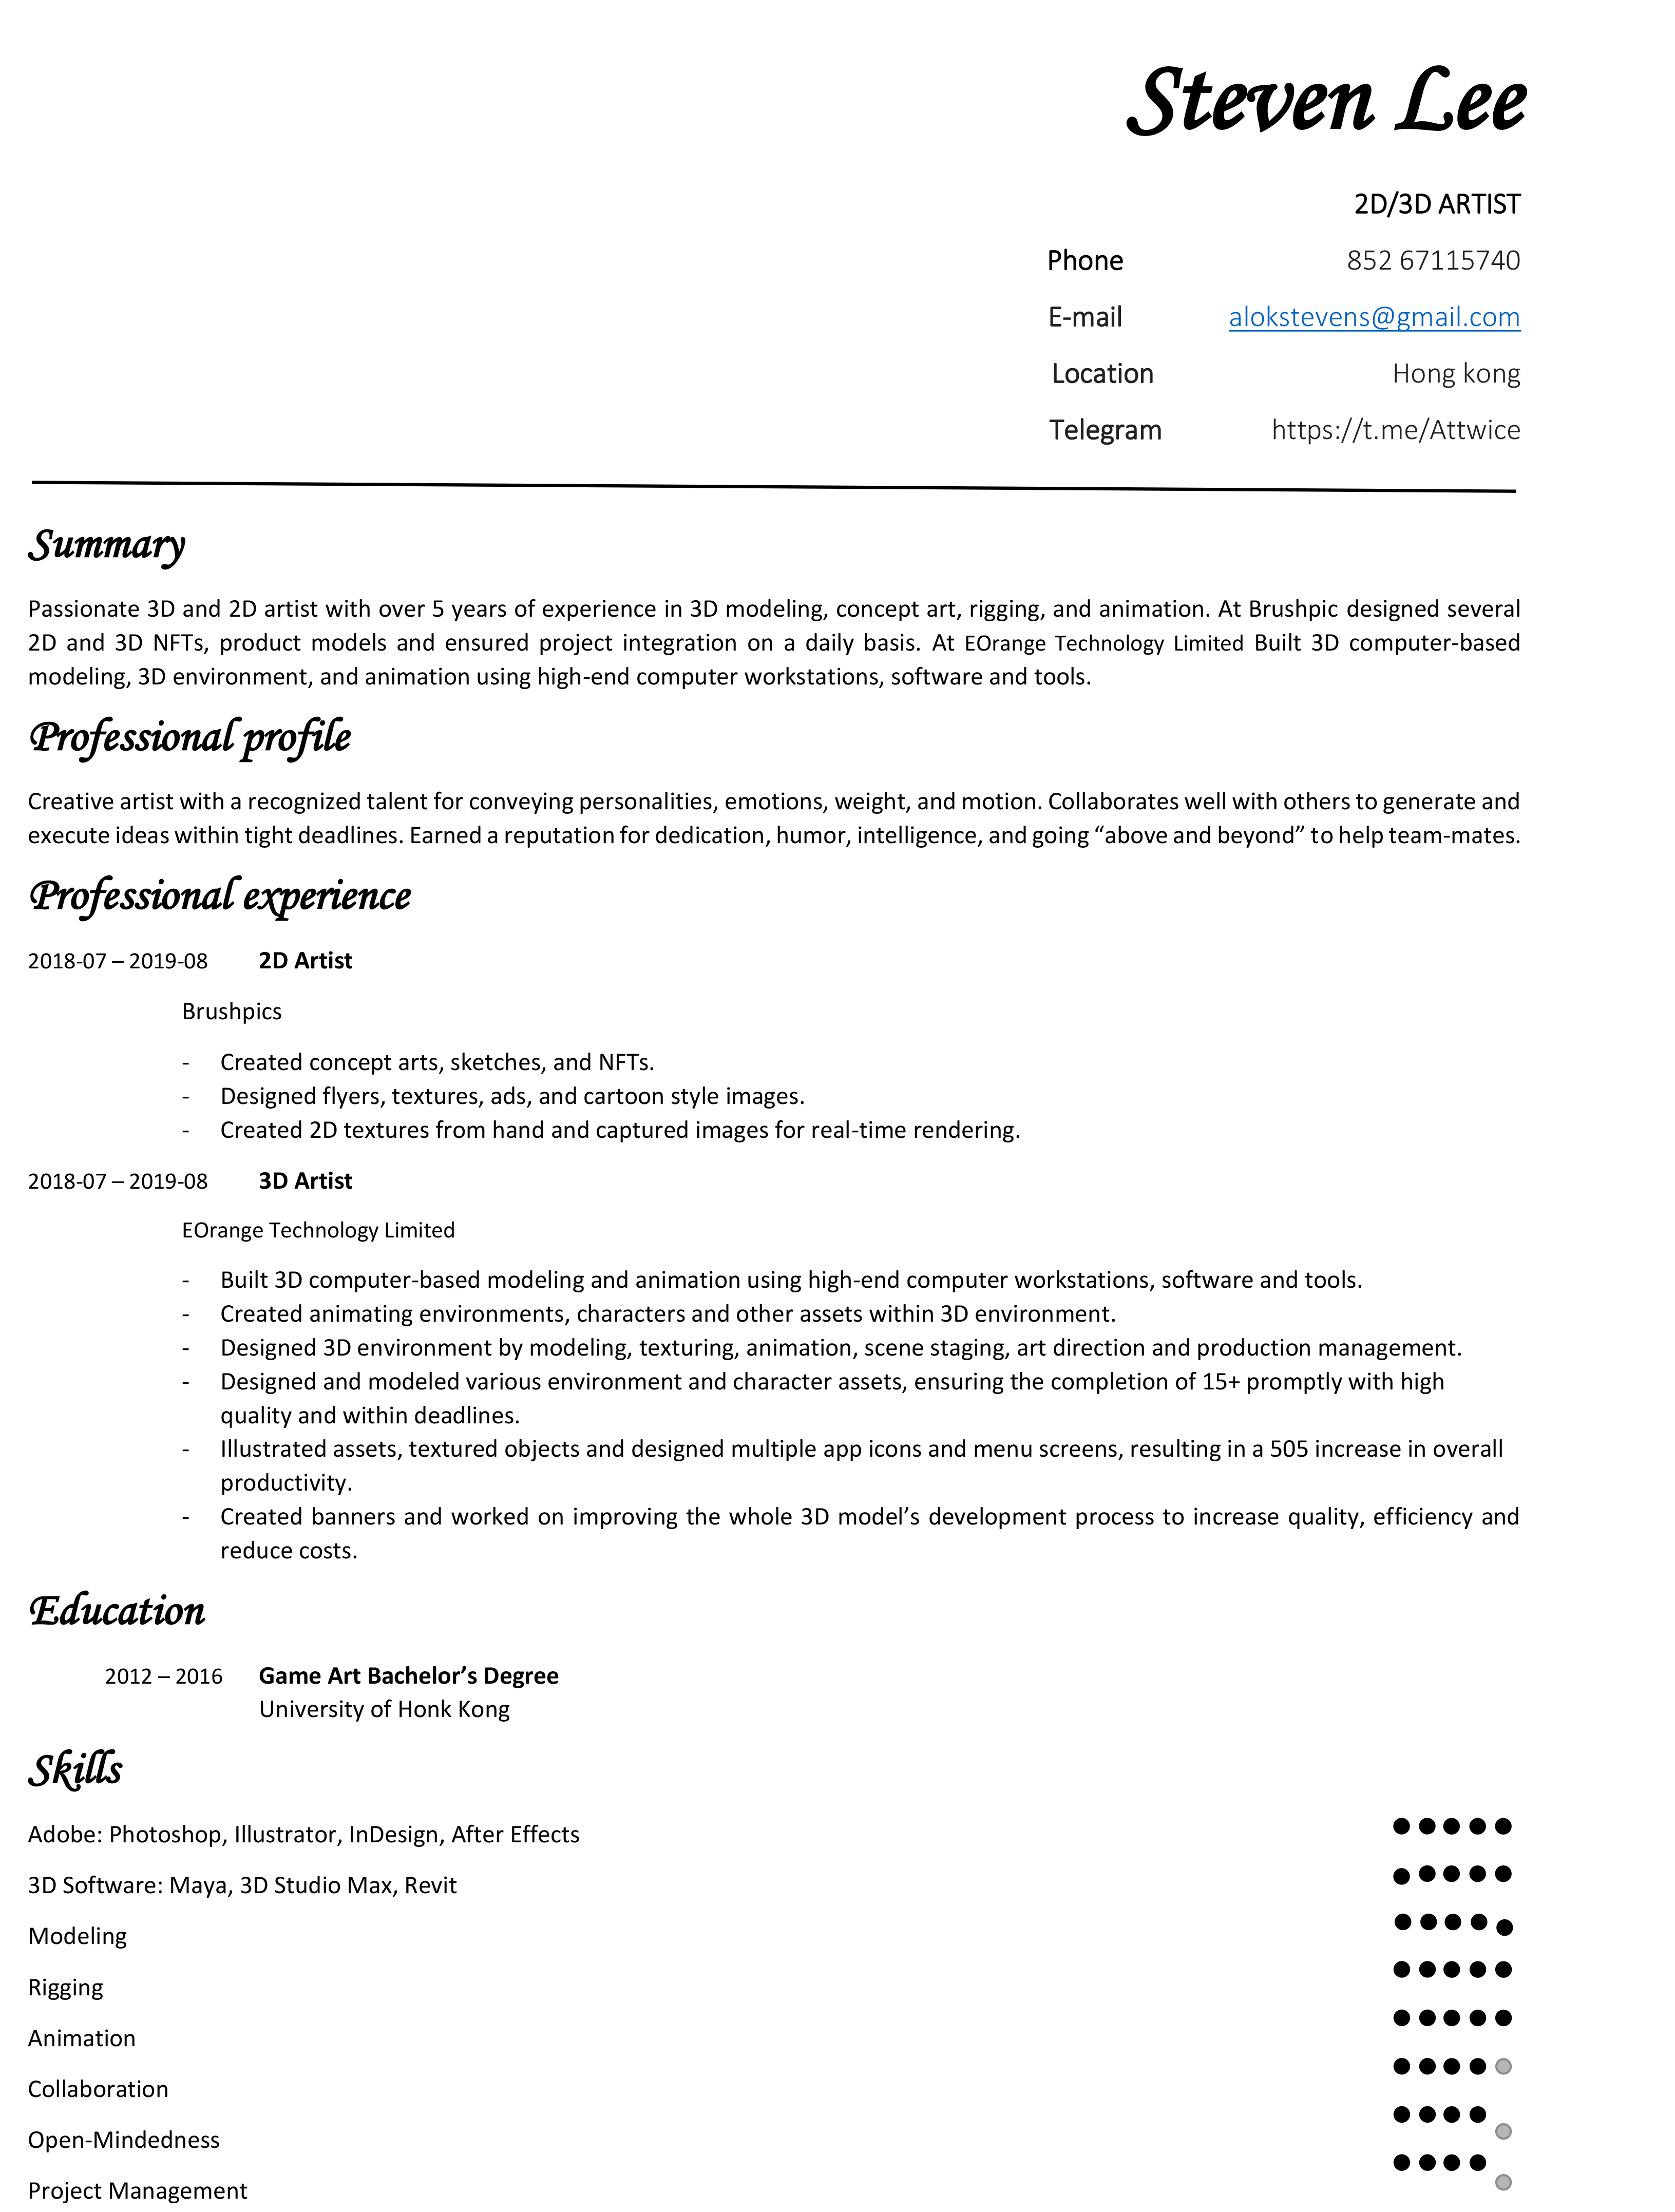 Steven Lee
2D/3D ARTIST
Phone 852 67115740
E-mail alokstevens@gmail.com
Location Hong kong
Telegram https://t.me/Attwice
Summary
Passionate 3D and 2D artist with over 5 years of experience in 3D modeling, concept art, rigging, and animation. At Brushpic designed several
2D and 3D NFTs, product models and ensured project integration on a daily basis. At EOrange Technology Limited Built 3D computer-based
modeling, 3D environment, and animation using high-end computer workstations, software and tools.
Professional profile
Creative artist with a recognized talent for conveying personalities, emotions, weight, and motion. Collaborates well with others to generate and
execute ideas within tight deadlines. Earned a reputation for dedication, humor, intelligence, and going “above and beyond” to help team-mates.
Professional experience
2018-07 – 2019-08 2D Artist
Brushpics
- Created concept arts, sketches, and NFTs.
- Designed flyers, textures, ads, and cartoon style images.
- Created 2D textures from hand and captured images for real-time rendering.
2018-07 – 2019-08 3D Artist
EOrange Technology Limited
- Built 3D computer-based modeling and animation using high-end computer workstations, software and tools.
- Created animating environments, characters and other assets within 3D environment.
- Designed 3D environment by modeling, texturing, animation, scene staging, art direction and production management.
- Designed and modeled various environment and character assets, ensuring the completion of 15+ promptly with high
quality and within deadlines.
- Illustrated assets, textured objects and designed multiple app icons and menu screens, resulting in a 505 increase in overall
productivity.
- Created banners and worked on improving the whole 3D model’s development process to increase quality, efficiency and
reduce costs.
Education
2012 – 2016 Game Art Bachelor’s Degree
University of Honk Kong
Skills
Adobe: Photoshop, Illustrator, InDesign, After Effects
3D Software: Maya, 3D Studio Max, Revit
Modeling
Rigging
Animation
Collaboration
Open-Mindedness
Project Management